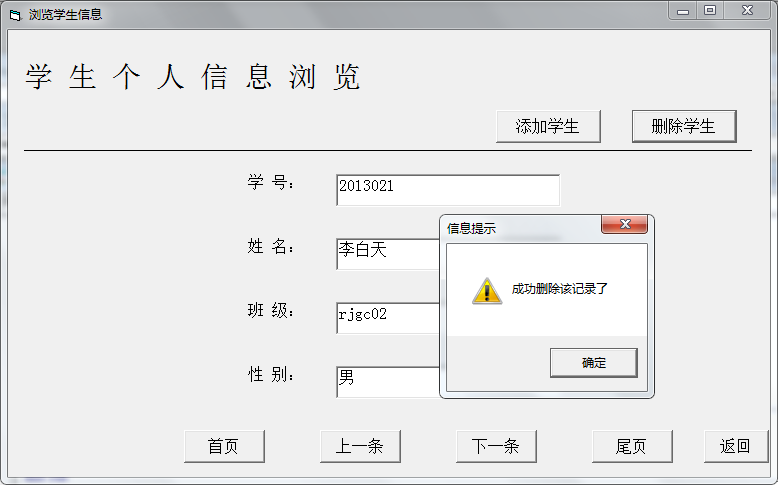 浏览学生信息
学 生 个 人 信 息 浏 览
添加学生
删除学生
学 号：
2013021
姓 名：
李白天
班 级：
rjgc02
性 别：
男
信息提示
成功删除该记录了
确定
首页
上一条
下一条
尾页
返回